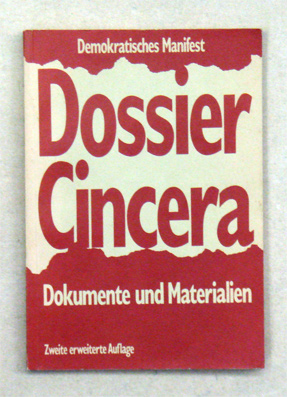 Demokratisches Manifest
Dossier
Cincera
Dokumente und Materialien
Zweite erweiterte Auflage